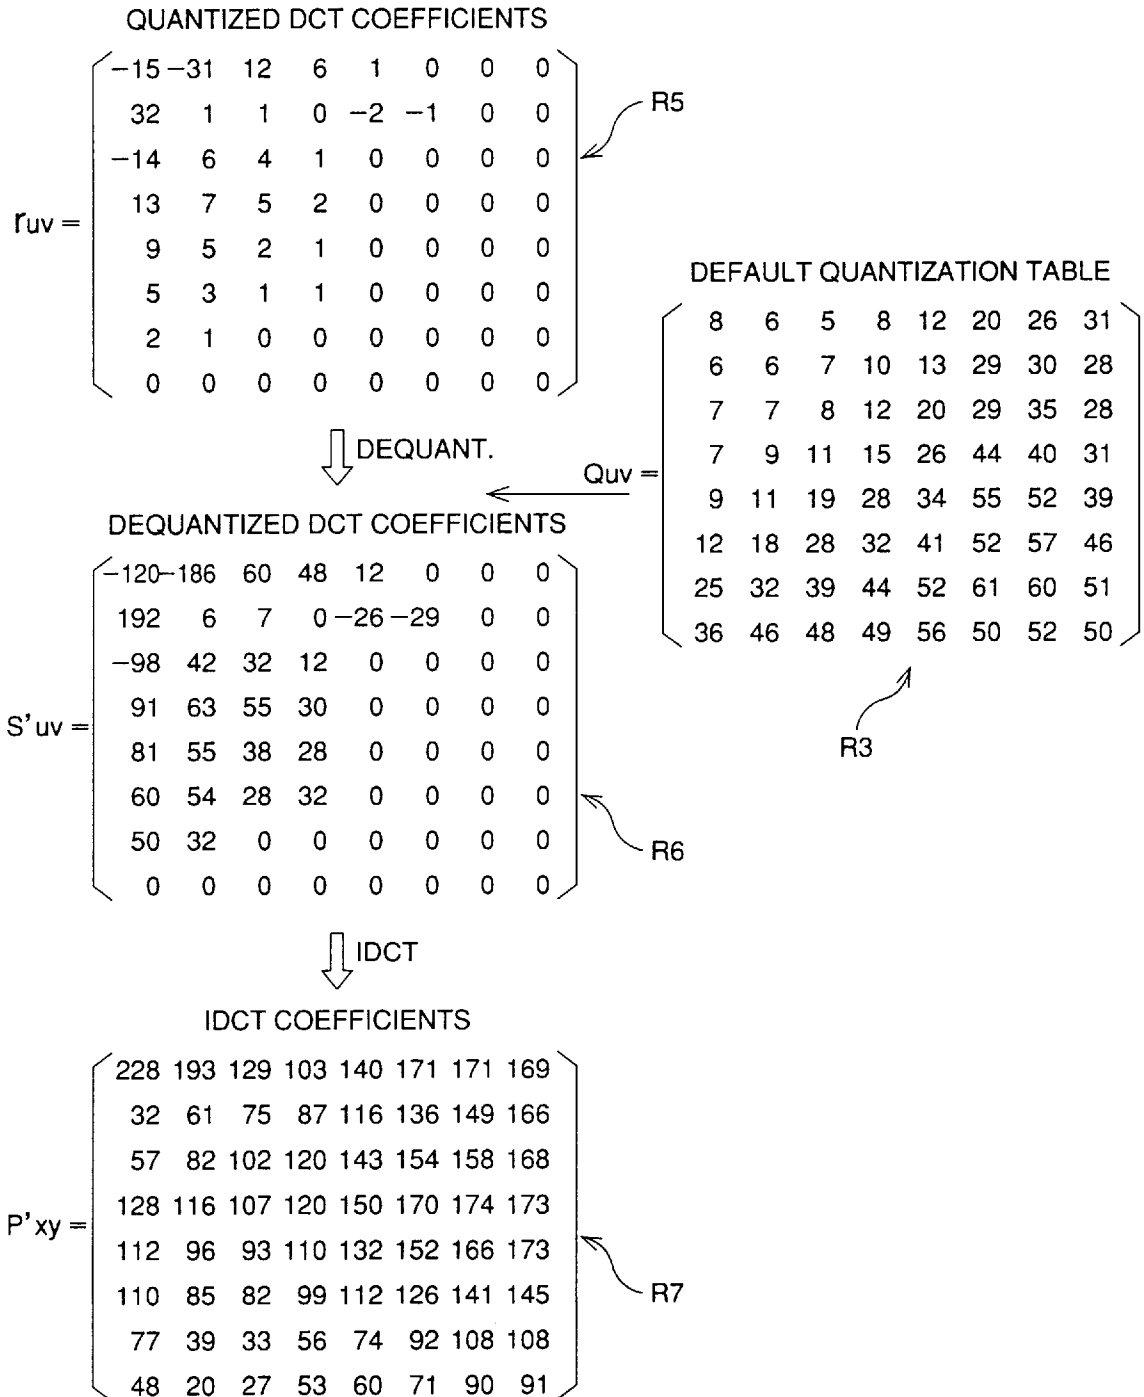 QUANTIZED DCT COEFFICIENTS
−15 −31 12 6 1 0 0 0
32 1 1 0 −2 −1 0 0
R5
−14 6 4 1 0 0 0 0
13 7 5 2 0 0 0 0
ruv =
9 5 2 1 0 0 0 0
5 3 1 1 0 0 0 0
2 1 0 0 0 0 0 0
0 0 0 0 0 0 0 0
DEQUANT.
DEFAULT QUANTIZATION TABLE
8 6 5 8 12 20 26 31
6 6 7 10 13 29 30 28
7 7 8 12 20 29 35 28
7 9 11 15 26 44 40 31
Quv =
9 11 19 28 34 55 52 39
12 18 28 32 41 52 57 46
25 32 39 44 52 61 60 51
36 46 48 49 56 50 52 50
R3
DEQUANTIZED DCT COEFFICIENTS
−120 −186 60 48 12 0 0 0
192 6 7 0 −26 −29 0 0
−98 42 32 12 0 0 0 0
91 63 55 30 0 0 0 0
S'uv =
81 55 38 28 0 0 0 0
60 54 28 32 0 0 0 0
50 32 0 0 0 0 0 0
R6
0 0 0 0 0 0 0 0
IDCT
IDCT COEFFICIENTS
228 193 129 103 140 171 171 169
32 61 75 87 116 136 149 166
57 82 102 120 143 154 158 168
128 116 107 120 150 170 174 173
P'xy =
112 96 93 110 132 152 166 173
110 85 82 99 112 126 141 145
R7
77 39 33 56 74 92 108 108
48 20 27 53 60 71 90 91